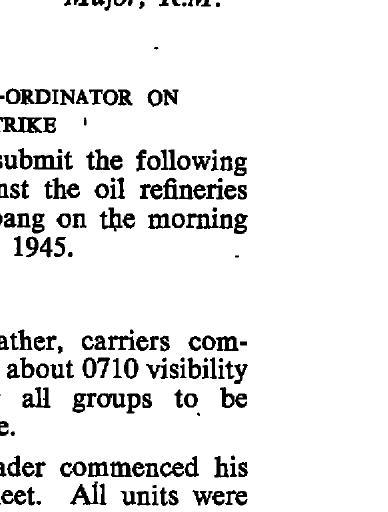 Major, R.M.
-ORDINATOR ON
TRIKE
submit the following
nst the oil refineries
bang on the morning
1945.
ather, carriers com-
about 0710 visibility
all groups to be
e.
ader commenced his
leet. All units were